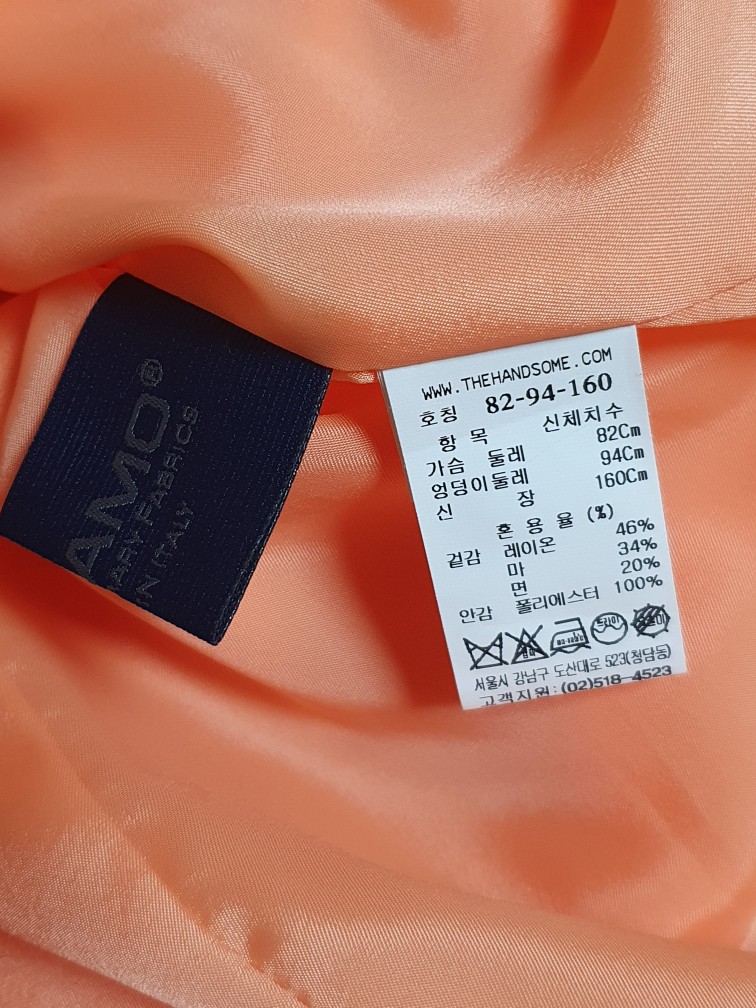 AMO®
FABRICS
IN ITALY
WWW.THEHANDSOME.COM
호칭 82-94-160
항 목 신체치수
가슴 둘레 82Cm
엉덩이둘레 94Cm
신 장 160Cm
혼 용 율 (%)
겉감 레이온 46%
마 34%
면 20%
안감 폴리에스터 100%
드라이
서울시 강남구 도산대로 523(청담동)
고객지원:(02)518-4523